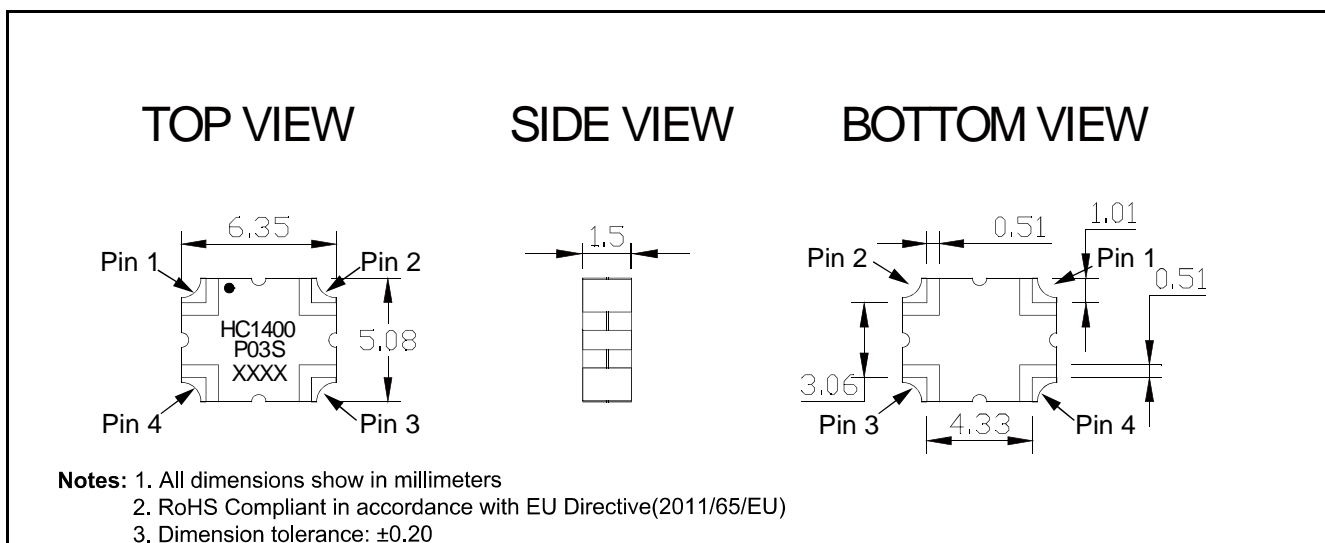 TOP VIEW
SIDE VIEW
BOTTOM VIEW
6.35
1.5
0.51
1.01
Pin 1
Pin 2
Pin 2
Pin 1
0.51
HC1400
P03S
XXXX
5.08
3.06
Pin 4
Pin 3
Pin 3
4.33
Pin 4
Notes: 1. All dimensions show in millimeters
2. RoHS Compliant in accordance with EU Directive(2011/65/EU)
3. Dimension tolerance: ±0.20